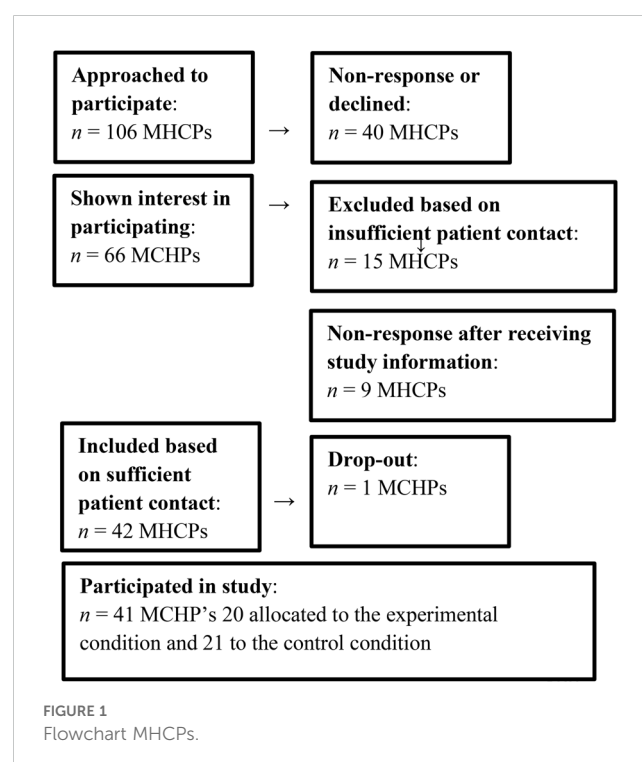 Approached to
participate:
n = 106 MHCPs
→
Non-response or
declined:
n = 40 MHCPs
Shown interest in
participating:
n = 66 MCHPs
→
Excluded based on
insufficient patient contact:
↓
n = 15 MHCPs
Non-response after receiving
study information:
n = 9 MHCPs
Included based
on sufficient
patient contact:
n = 42 MHCPs
→
Drop-out:
n = 1 MCHPs
Participated in study:
n = 41 MCHP’s 20 allocated to the experimental
condition and 21 to the control condition
FIGURE 1
Flowchart MHCPs.